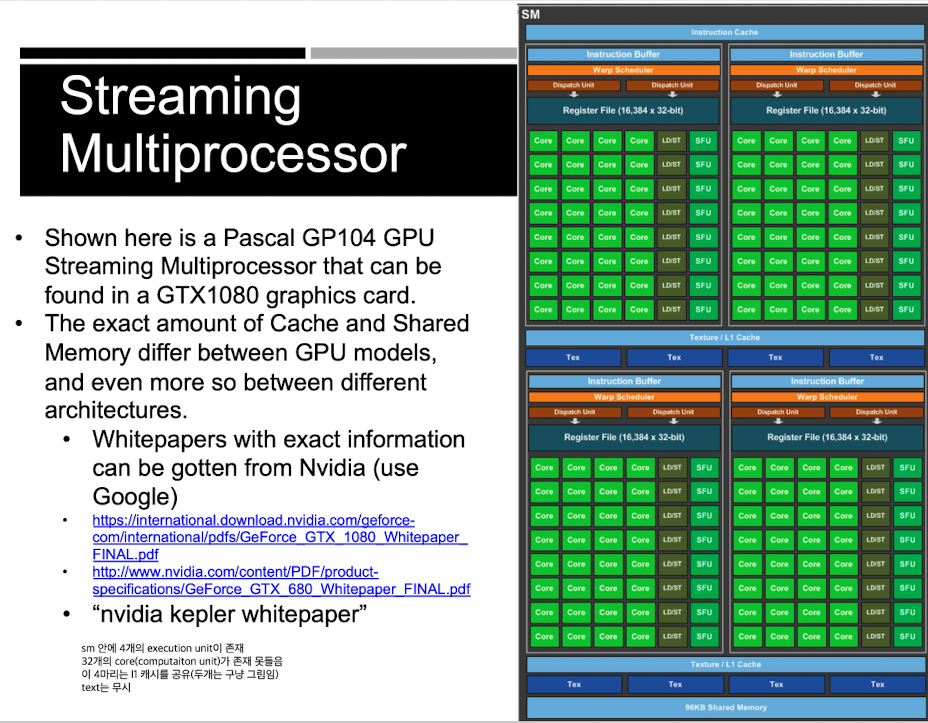 Streaming
Multiprocessor
• Shown here is a Pascal GP104 GPU
Streaming Multiprocessor that can be
found in a GTX1080 graphics card.
• The exact amount of Cache and Shared
Memory differ between GPU models,
and even more so between different
architectures.
• Whitepapers with exact information
can be gotten from Nvidia (use
Google)
• https://international.download.nvidia.com/geforce-
com/international/pdfs/GeForce_GTX_1080_Whitepaper_
FINAL.pdf
• http://www.nvidia.com/content/PDF/product-
specifications/GeForce_GTX_680_Whitepaper_FINAL.pdf
• “nvidia kepler whitepaper”
sm 안에 4개의 execution unit이 존재
32개의 core(computaiton unit)가 존재 못들음
이 4마리는 l1 캐시를 공유(두개는 구냥 그림임)
text는 무시
SM
Instruction Cache
Instruction Buffer Instruction Buffer
Warp Scheduler Warp Scheduler
Dispatch Unit Dispatch Unit Dispatch Unit Dispatch Unit
Register File (16,384 x 32-bit) Register File (16,384 x 32-bit)
Core Core Core Core LD/ST SFU Core Core Core Core LD/ST SFU
Core Core Core Core LD/ST SFU Core Core Core Core LD/ST SFU
Core Core Core Core LD/ST SFU Core Core Core Core LD/ST SFU
Core Core Core Core LD/ST SFU Core Core Core Core LD/ST SFU
Core Core Core Core LD/ST SFU Core Core Core Core LD/ST SFU
Core Core Core Core LD/ST SFU Core Core Core Core LD/ST SFU
Core Core Core Core LD/ST SFU Core Core Core Core LD/ST SFU
Core Core Core Core LD/ST SFU Core Core Core Core LD/ST SFU
Texture / L1 Cache
Tex Tex Tex Tex
Instruction Buffer Instruction Buffer
Warp Scheduler Warp Scheduler
Dispatch Unit Dispatch Unit Dispatch Unit Dispatch Unit
Register File (16,384 x 32-bit) Register File (16,384 x 32-bit)
Core Core Core Core LD/ST SFU Core Core Core Core LD/ST SFU
Core Core Core Core LD/ST SFU Core Core Core Core LD/ST SFU
Core Core Core Core LD/ST SFU Core Core Core Core LD/ST SFU
Core Core Core Core LD/ST SFU Core Core Core Core LD/ST SFU
Core Core Core Core LD/ST SFU Core Core Core Core LD/ST SFU
Core Core Core Core LD/ST SFU Core Core Core Core LD/ST SFU
Core Core Core Core LD/ST SFU Core Core Core Core LD/ST SFU
Core Core Core Core LD/ST SFU Core Core Core Core LD/ST SFU
Texture / L1 Cache
Tex Tex Tex Tex
96KB Shared Memory